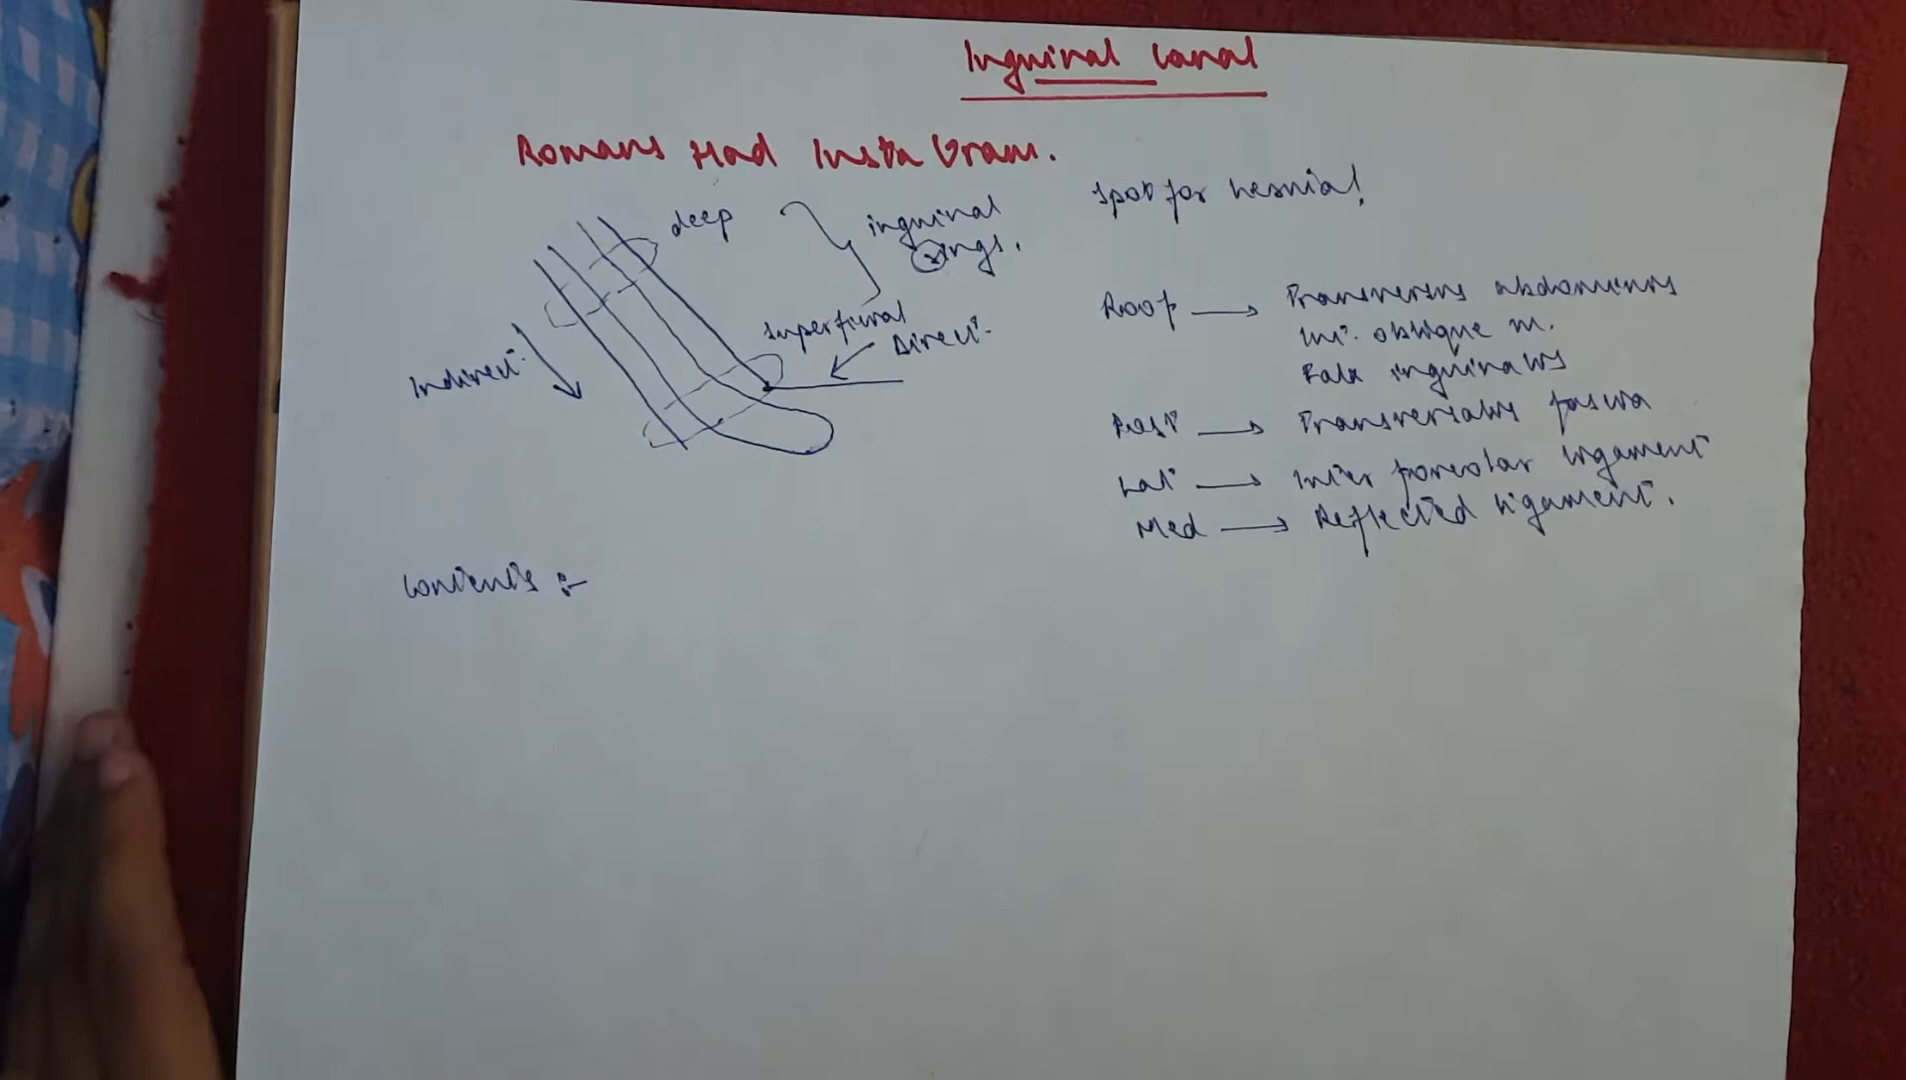 Inguinal Canal
Romans Had Insta Gram.
deep
inguinal
rings.
superficial
Direct.
Indirect.
Spot for hernia!
Roof → Transversus abdominis
Int. oblique m.
Falx inguinalis
Post → Transversalis fascia
Lat → Inter foveolar ligament
Med → Reflected ligament.
Contents :-